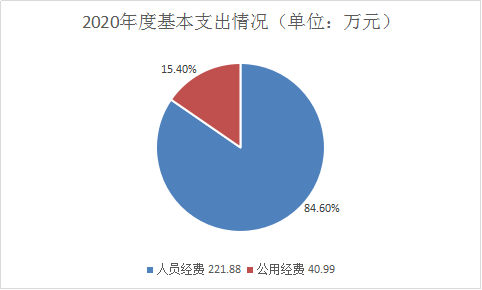 2020年度基本支出情况（单位：万元）
15.40%
84.60%
人员经费 221.88 公用经费 40.99